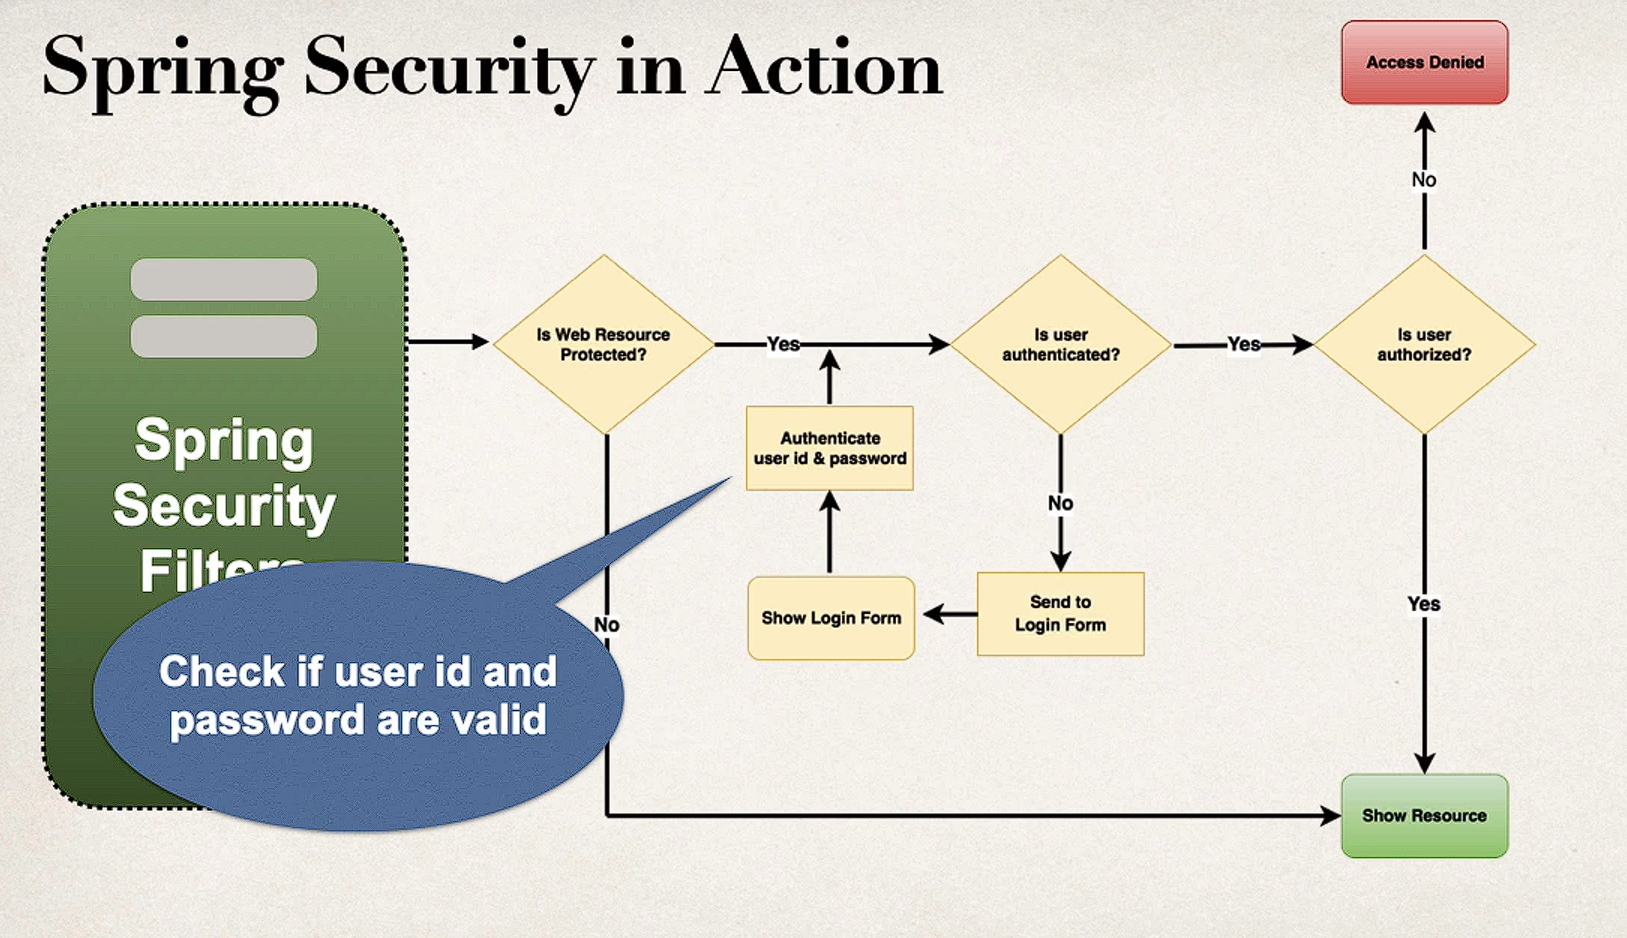 Spring Security in Action
Access Denied
No
Is Web Resource
Protected?
Yes
Is user
authenticated?
Yes
Is user
authorized?
Authenticate
user id & password
Spring
Security
Filters
No
Show Login Form
Send to
Login Form
Yes
No
Check if user id and
password are valid
Show Resource